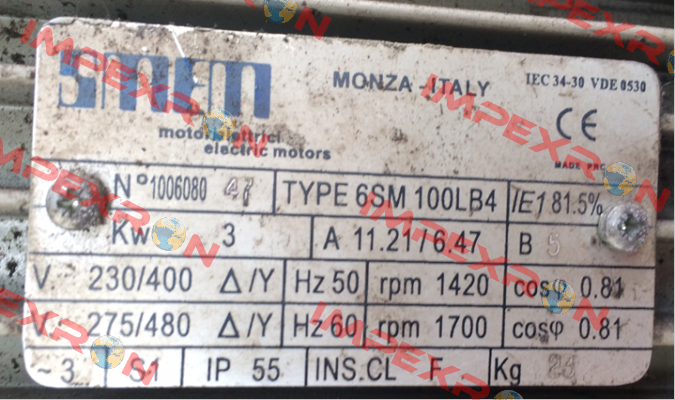 smem
MONZA - ITALY
IEC 34-30 VDE 0530
motori elettrici
electric motors
CE
MADE
N° 1006080 47 TYPE 6SM 100LB4 IE1 81.5%
Kw 3 A 11.21/6.47 B 5
V. 230/400 Δ/Y Hz 50 rpm 1420 cosφ 0.81
V. 275/480 Δ/Y Hz 60 rpm 1700 cosφ 0.81
~ 3 S1 IP 55 INS.CL F Kg
IMPEXRON